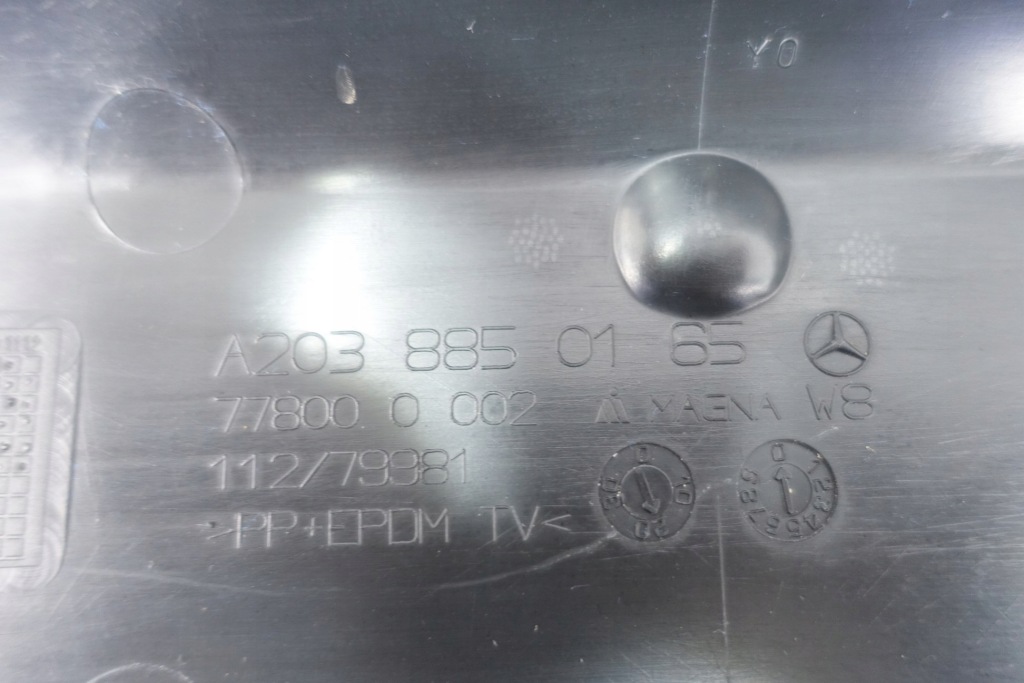 YO
A203 885 01 65
77800 0 002 MAGNA W8
112/79981
>PP+EPDM TV<